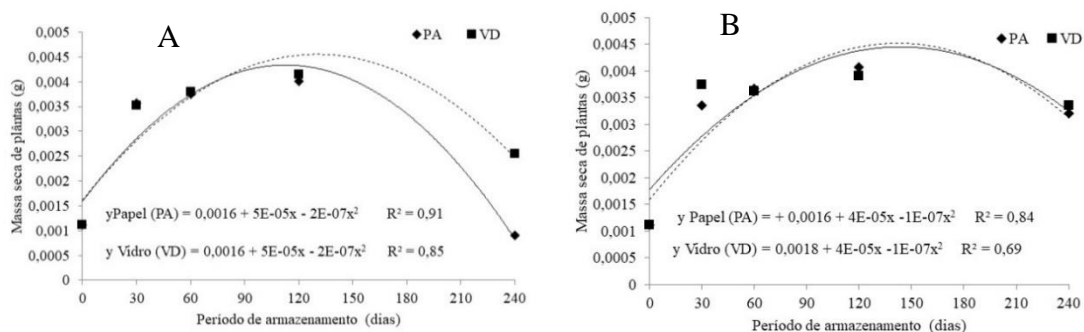 A
PA VD
Massa seca de plântas (g)
0,005
0,0045
0,004
0,0035
0,003
0,0025
0,002
0,0015
0,001
0,0005
0
yPapel (PA) = 0,0016 + 5E-05x - 2E-07x² R² = 0,91
y Vidro (VD) = 0,0016 + 5E-05x - 2E-07x² R² = 0,85
0 30 60 90 120 150 180 210 240
Período de armazenamento (dias)
B
PA VD
Massa seca de plântas (g)
0,005
0,0045
0,004
0,0035
0,003
0,0025
0,002
0,0015
0,001
0,0005
0
y Papel (PA) = + 0,0016 + 4E-05x -1E-07x² R² = 0,84
y Vidro (VD) = 0,0018 + 4E-05x -1E-07x² R² = 0,69
0 30 60 90 120 150 180 210 240
Período de armazenamento (dias)